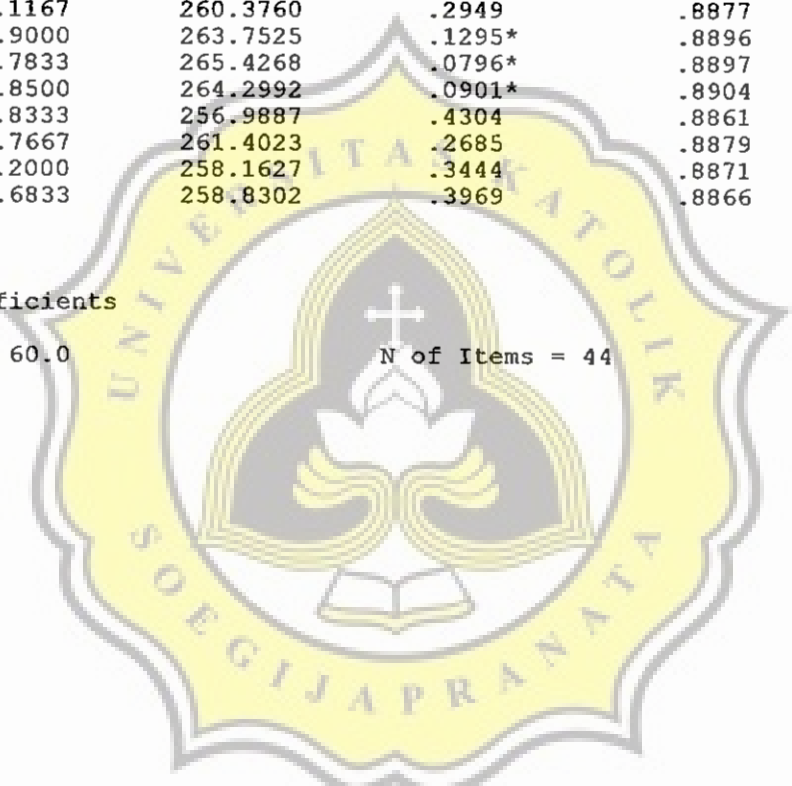 .1167 260.3760 .2949 .8877
.9000 263.7525 .1295* .8896
.7833 265.4268 .0796* .8897
.8500 264.2992 .0901* .8904
.8333 256.9887 .4304 .8861
.7667 261.4023 .2685 .8879
.2000 258.1627 .3444 .8871
.6833 258.8302 .3969 .8866
ficients
60.0 N of Items = 44
UNIVERSITAS KATOLIK
SOEGIJAPRANATA